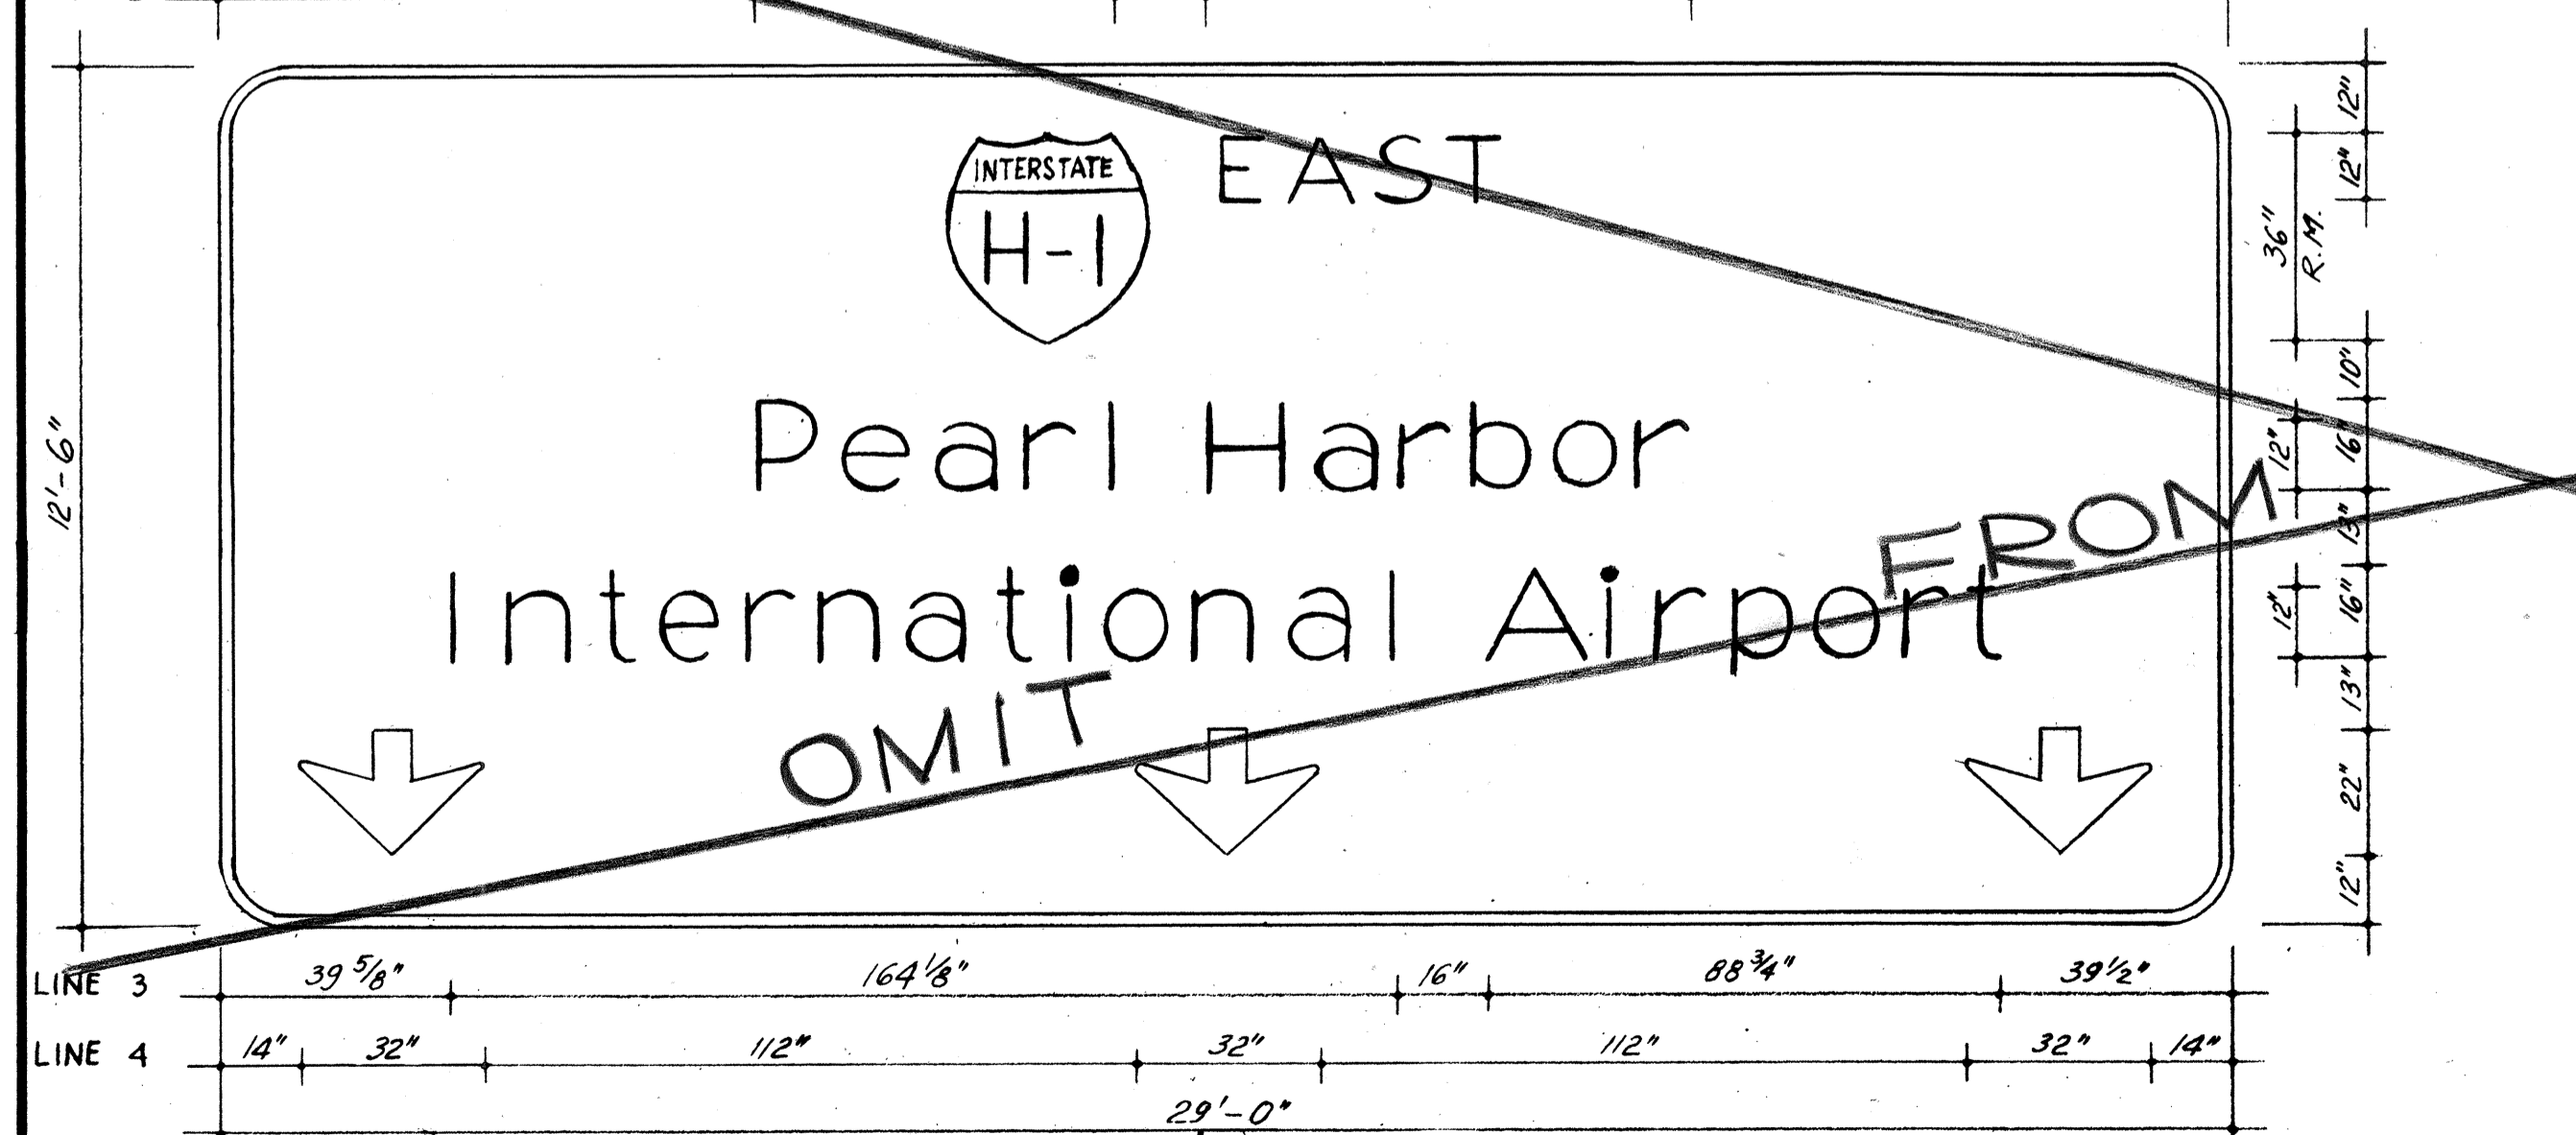 INTERSTATE
H-1
EAST
Pearl Harbor
International Airport
OMIT FROM
12'-6"
12"
12"
36"
R.M.
10"
12"
16"
13"
12"
16"
13"
22"
12"
LINE 3 39 5/8" 164 1/8" 16" 88 3/4" 39 1/2"
LINE 4 14" 32" 112" 32" 112" 32" 14"
29'-0"